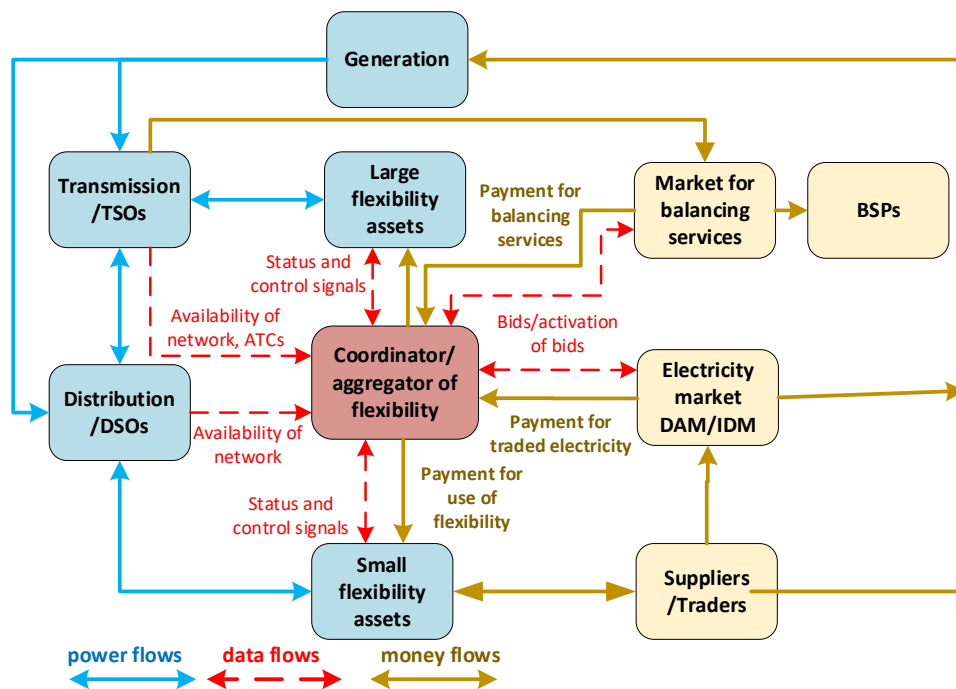 Generation
Transmission
/TSOs
Large
flexibility
assets
Payment for
balancing
services
Market for
balancing
services
BSPs
Status and
control signals
Availability of
network, ATCs
Bids/activation
of bids
Coordinator/
aggregator of
flexibility
Electricity
market
DAM/IDM
Distribution
/DSOs
Availability of
network
Payment for
traded electricity
Status and
control signals
Payment for
use of
flexibility
Small
flexibility
assets
Suppliers
/Traders
power flows
data flows
money flows